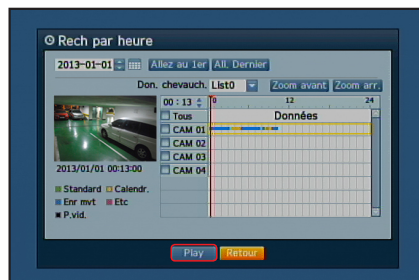 Rech par heure
2013-01-01 Allez au 1er All. Dernier
Don. chevauch. List0 Zoom avant Zoom arr.
00 : 13 0 12 24
Tous Données
CAM 01
CAM 02
CAM 03
CAM 04
2013/01/01 00:13:00
Standard Calendr.
Enr mvt Etc
P.vid.
Play Retour